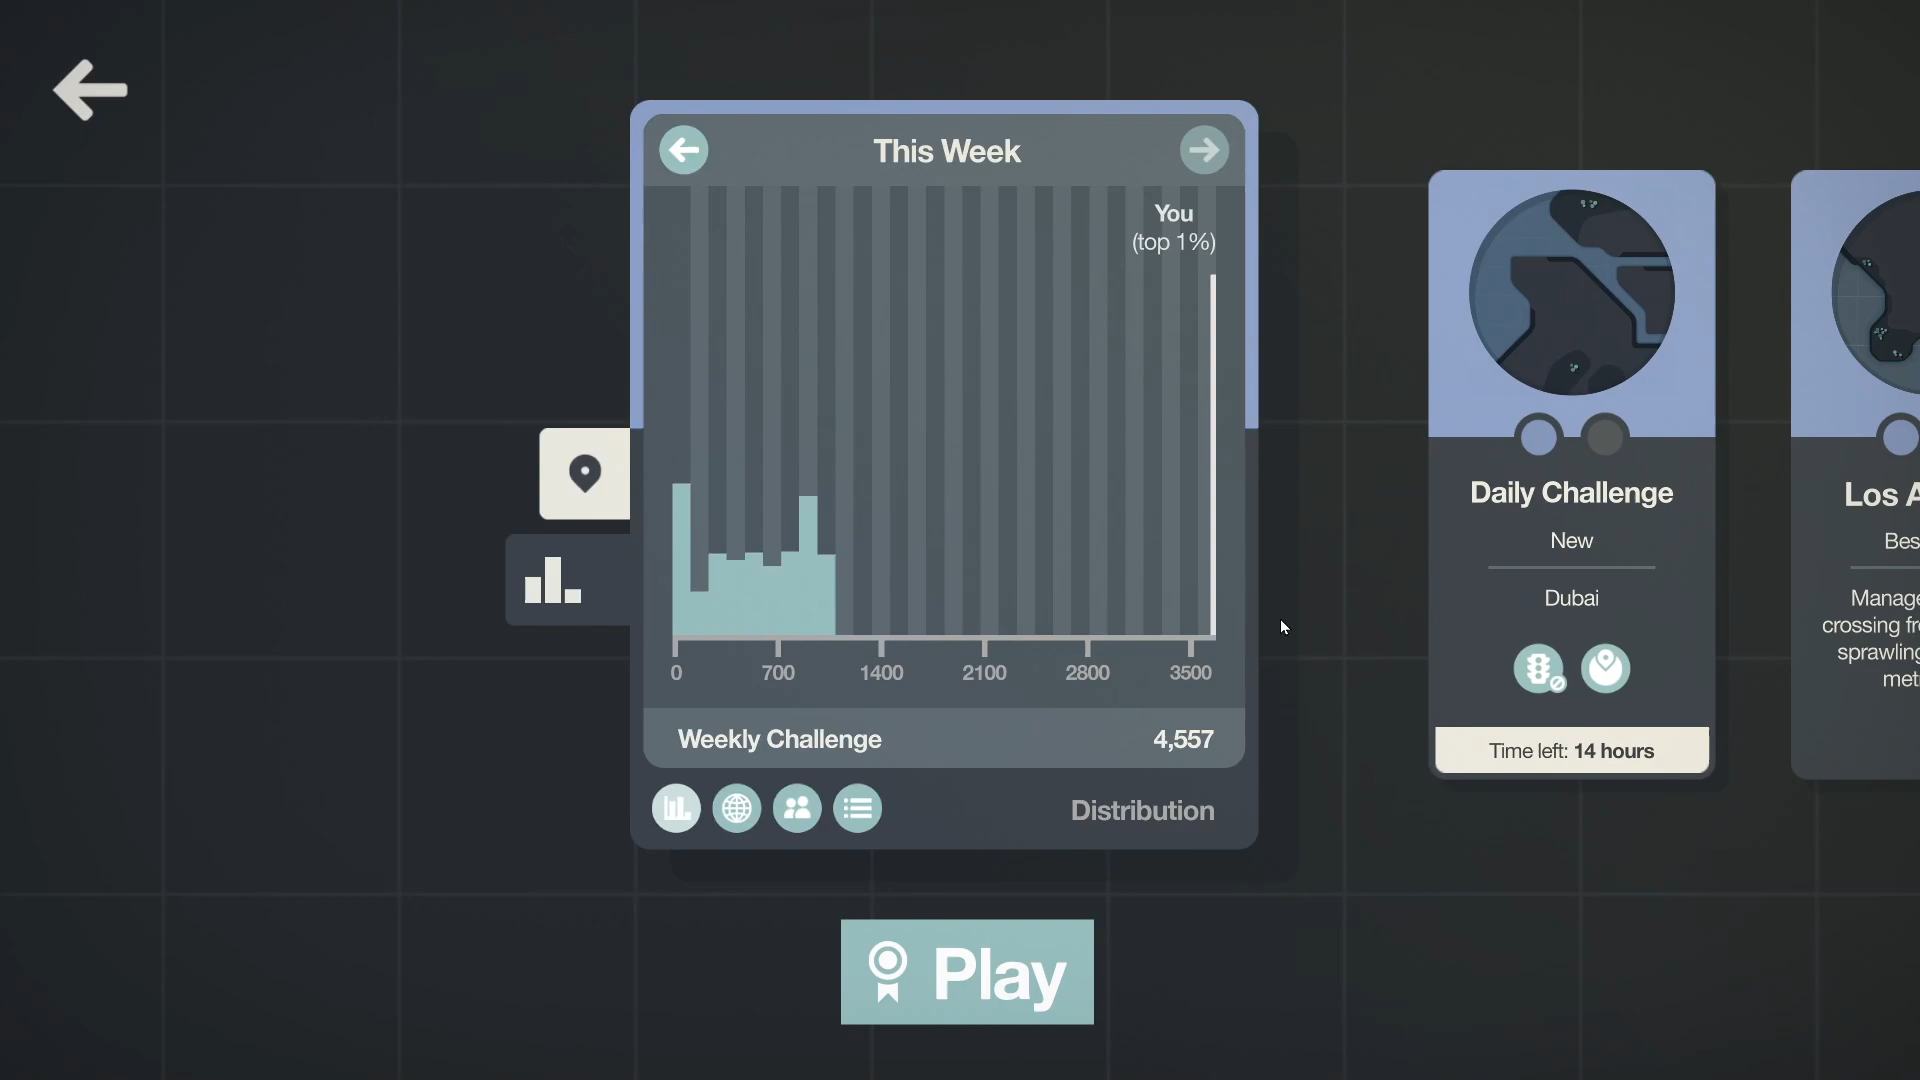 This Week
You
(top 1%)
0 700 1400 2100 2800 3500
Weekly Challenge 4,557
Distribution
Play
Daily Challenge
New
Dubai
Time left: 14 hours
Los A
Bes
Manage
crossing fr
sprawling
met